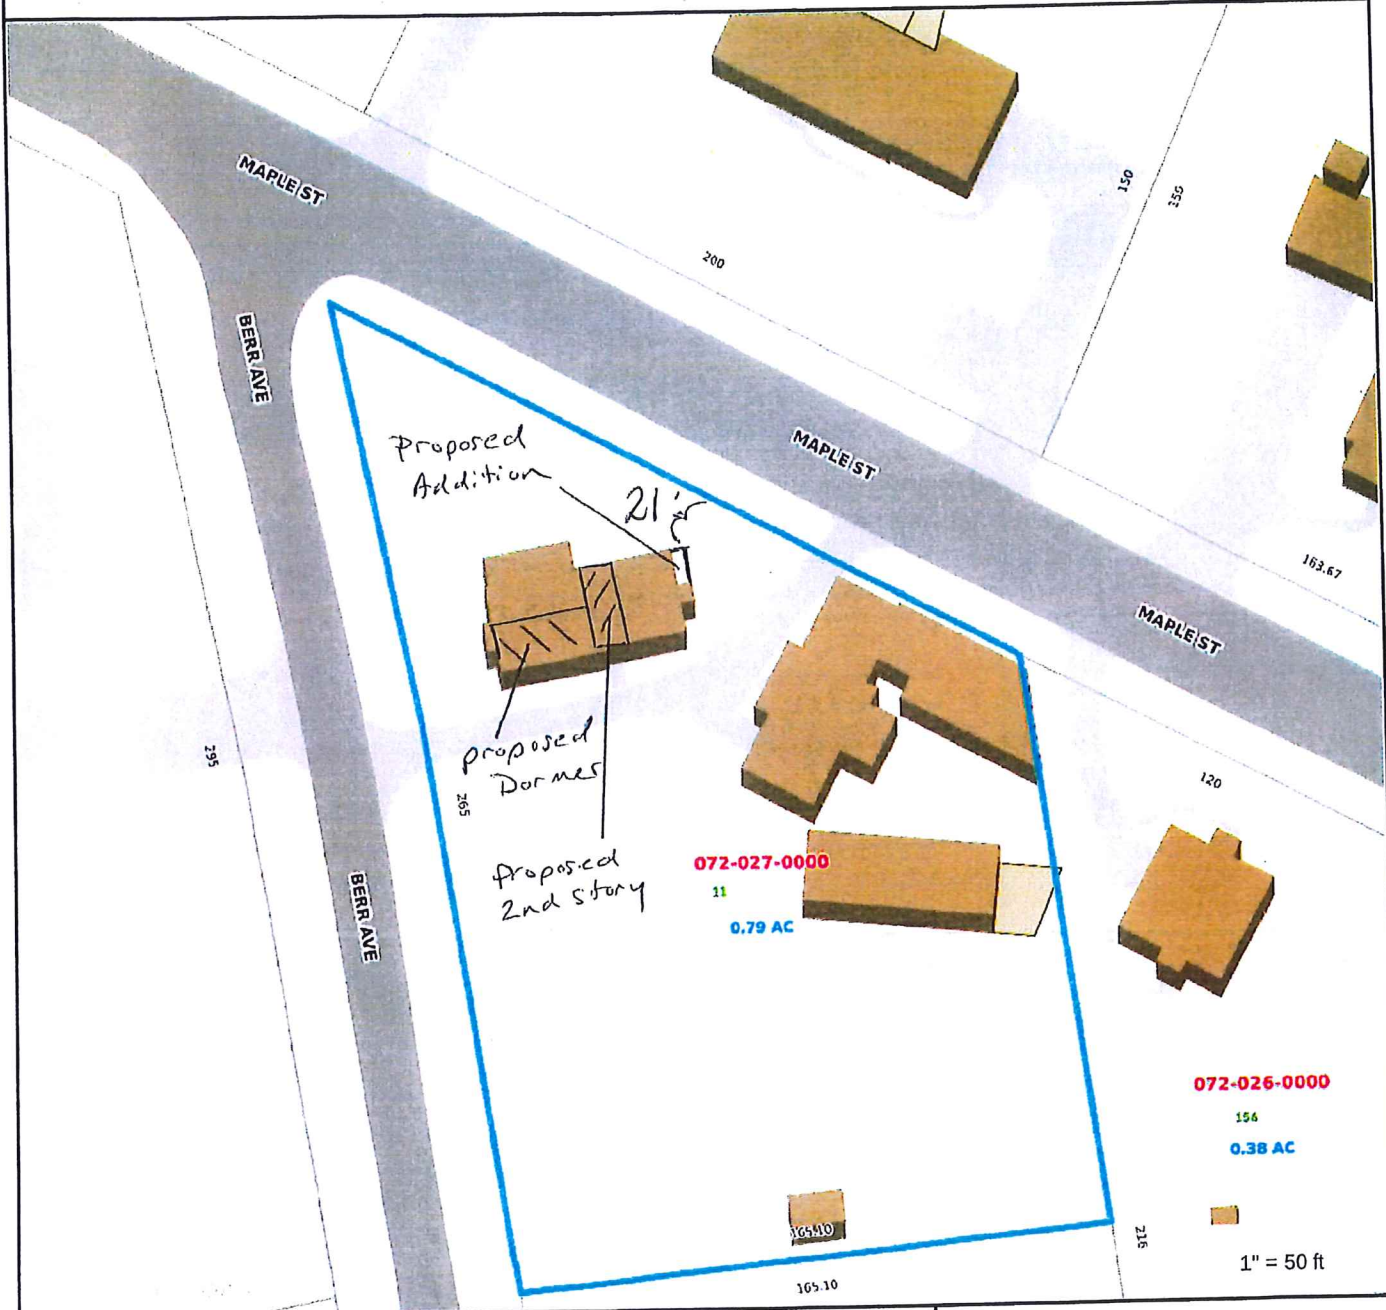 MAPLE ST
150
155
200
BERR AVE
Proposed
Addition
21'±
MAPLE ST
163.67
MAPLE ST
295
proposed
Dormer
265
120
Proposed
2nd story
072-027-0000
11
0.79 AC
BERR AVE
072-026-0000
156
0.38 AC
165.10
216
1" = 50 ft
165.10